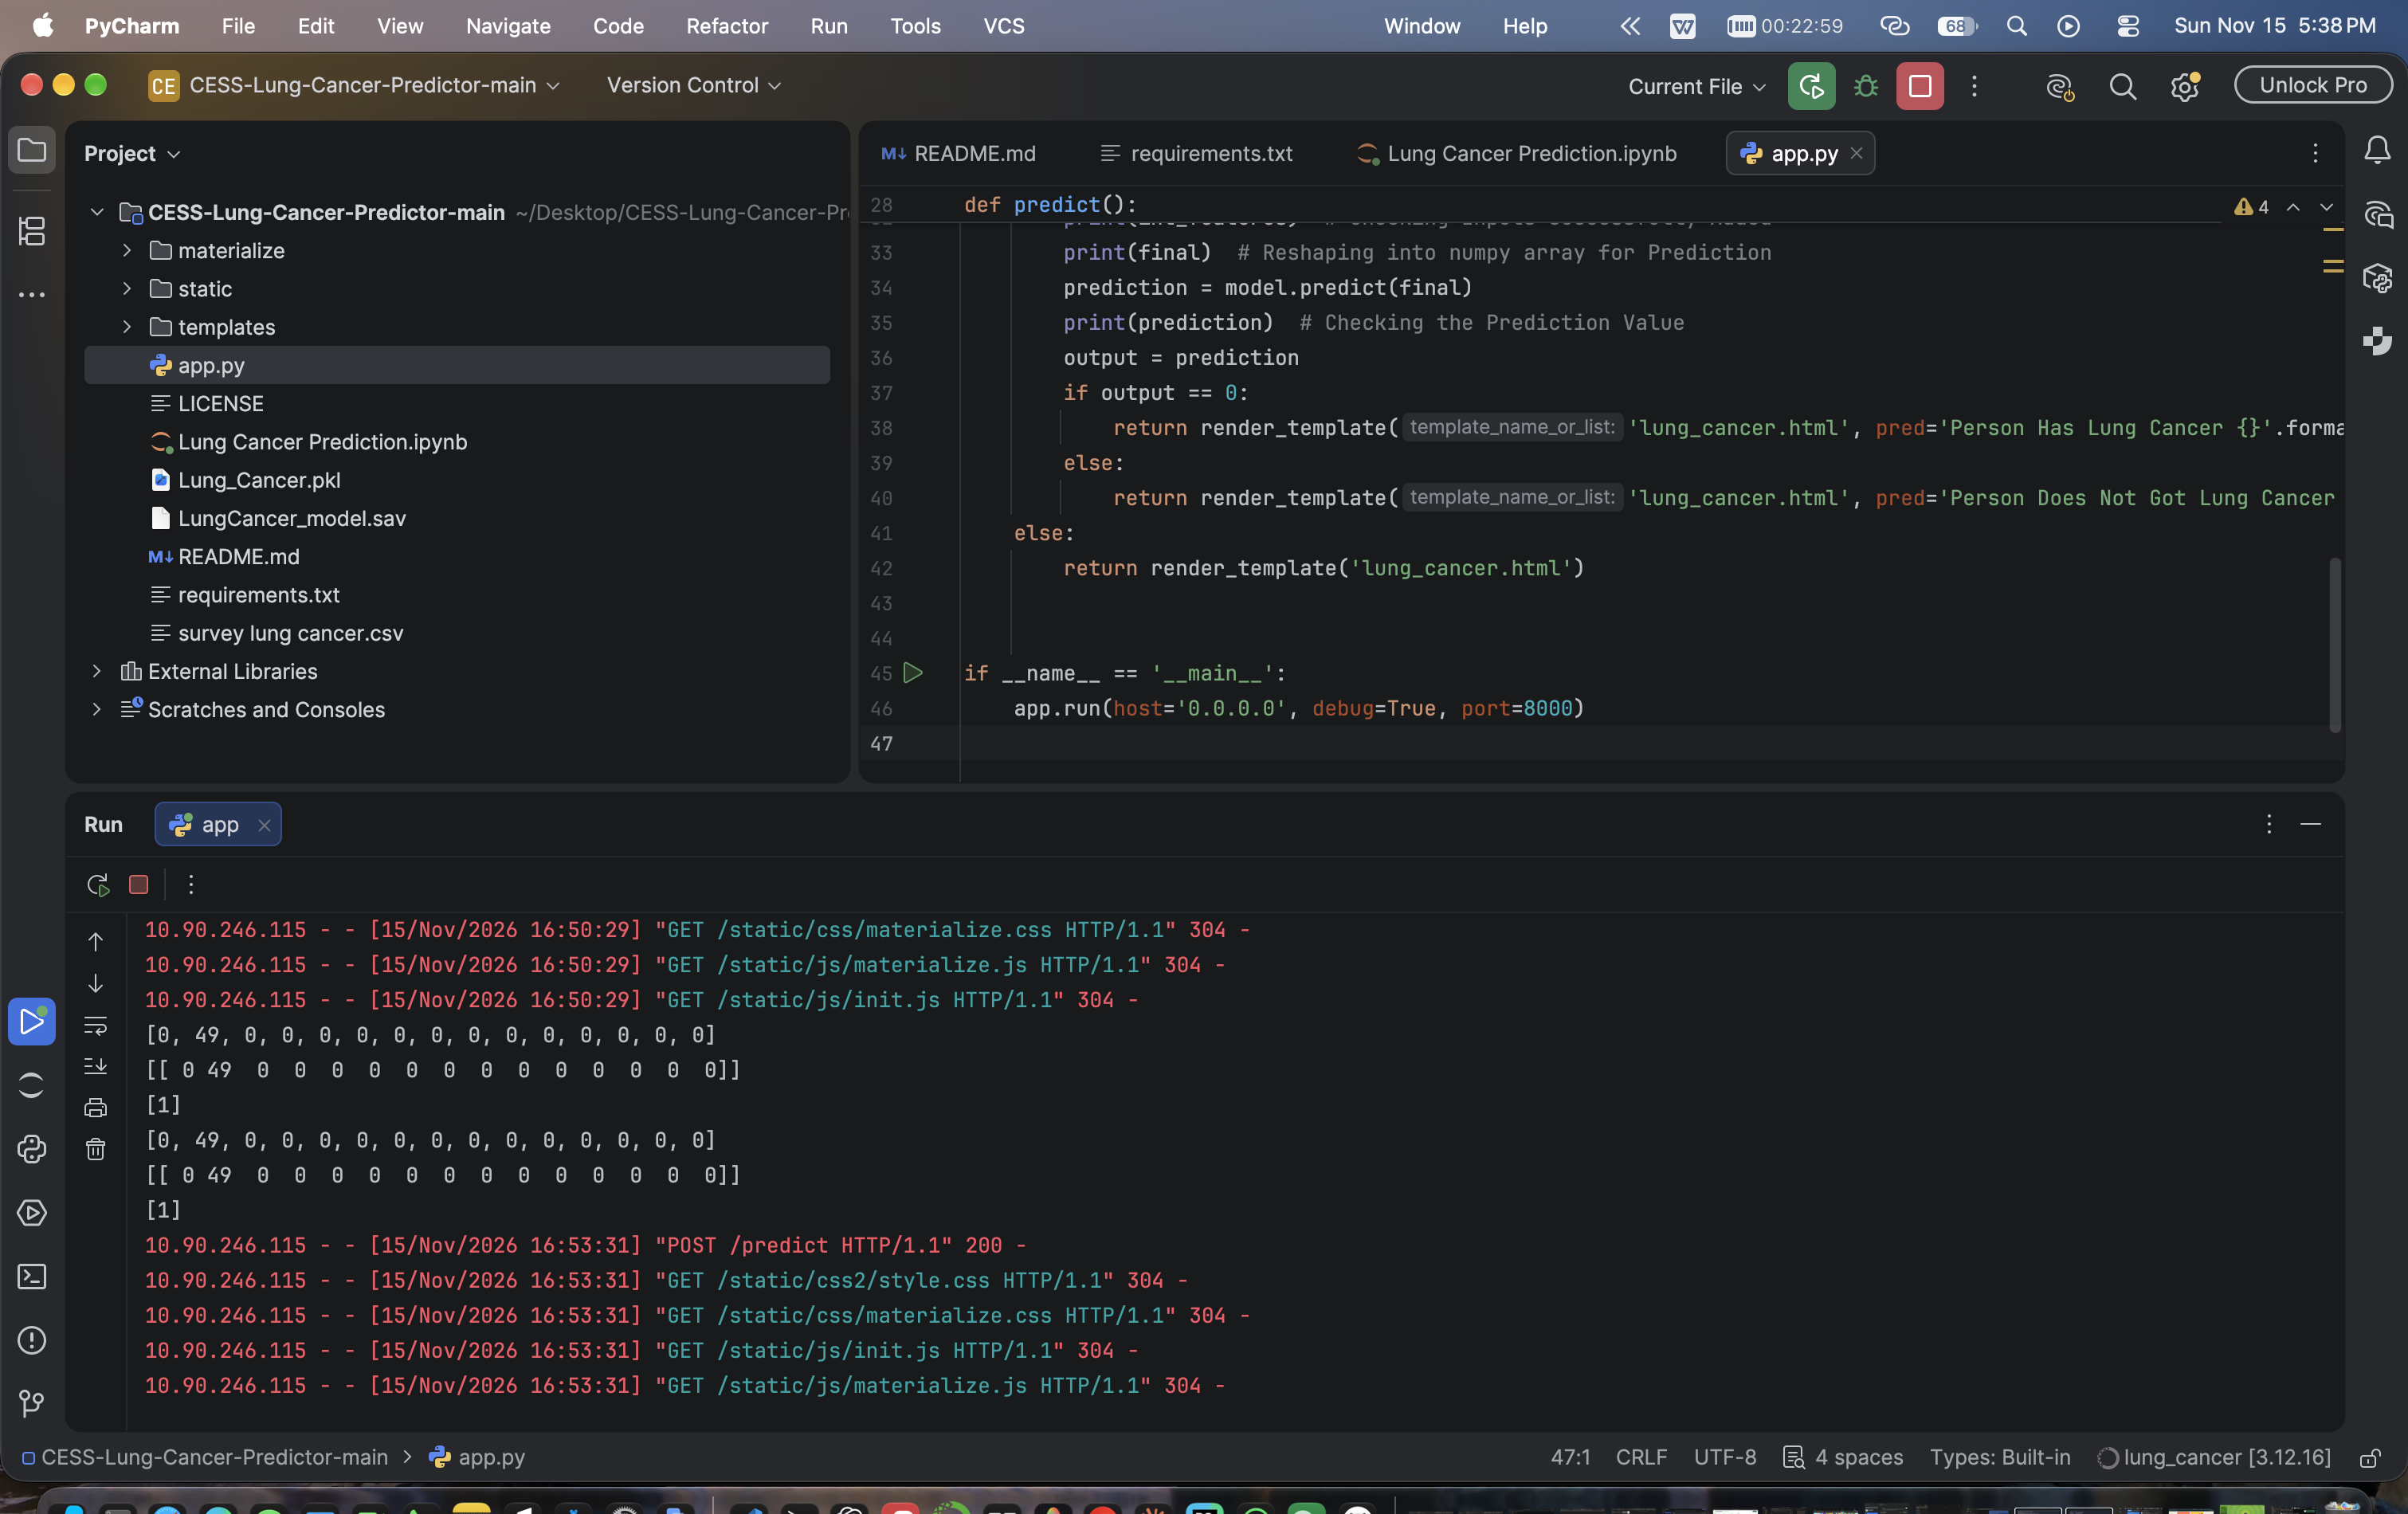 PyCharm File Edit View Navigate Code Refactor Run Tools VCS Window Help 00:22:59 68 Sun Nov 15 5:38 PM
CE CESS-Lung-Cancer-Predictor-main Version Control Current File Unlock Pro
Project
CESS-Lung-Cancer-Predictor-main ~/Desktop/CESS-Lung-Cancer-Pr
materialize
static
templates
app.py
LICENSE
Lung Cancer Prediction.ipynb
Lung_Cancer.pkl
LungCancer_model.sav
M↓ README.md
requirements.txt
survey lung cancer.csv
External Libraries
Scratches and Consoles
M↓ README.md requirements.txt Lung Cancer Prediction.ipynb app.py
28 def predict(): 4
33 print(final) # Reshaping into numpy array for Prediction
34 prediction = model.predict(final)
35 print(prediction) # Checking the Prediction Value
36 output = prediction
37 if output == 0:
38 return render_template( template_name_or_list: 'lung_cancer.html', pred='Person Has Lung Cancer {}'.forma
39 else:
40 return render_template( template_name_or_list: 'lung_cancer.html', pred='Person Does Not Got Lung Cancer
41 else:
42 return render_template('lung_cancer.html')
43
44
45 if __name__ == '__main__':
46 app.run(host='0.0.0.0', debug=True, port=8000)
47
Run app
10.90.246.115 - - [15/Nov/2026 16:50:29] "GET /static/css/materialize.css HTTP/1.1" 304 -
10.90.246.115 - - [15/Nov/2026 16:50:29] "GET /static/js/materialize.js HTTP/1.1" 304 -
10.90.246.115 - - [15/Nov/2026 16:50:29] "GET /static/js/init.js HTTP/1.1" 304 -
[0, 49, 0, 0, 0, 0, 0, 0, 0, 0, 0, 0, 0, 0, 0]
[[ 0 49 0 0 0 0 0 0 0 0 0 0 0 0 0]]
[1]
[0, 49, 0, 0, 0, 0, 0, 0, 0, 0, 0, 0, 0, 0, 0]
[[ 0 49 0 0 0 0 0 0 0 0 0 0 0 0 0]]
[1]
10.90.246.115 - - [15/Nov/2026 16:53:31] "POST /predict HTTP/1.1" 200 -
10.90.246.115 - - [15/Nov/2026 16:53:31] "GET /static/css2/style.css HTTP/1.1" 304 -
10.90.246.115 - - [15/Nov/2026 16:53:31] "GET /static/css/materialize.css HTTP/1.1" 304 -
10.90.246.115 - - [15/Nov/2026 16:53:31] "GET /static/js/init.js HTTP/1.1" 304 -
10.90.246.115 - - [15/Nov/2026 16:53:31] "GET /static/js/materialize.js HTTP/1.1" 304 -
CESS-Lung-Cancer-Predictor-main > app.py 47:1 CRLF UTF-8 4 spaces Types: Built-in lung_cancer [3.12.16]